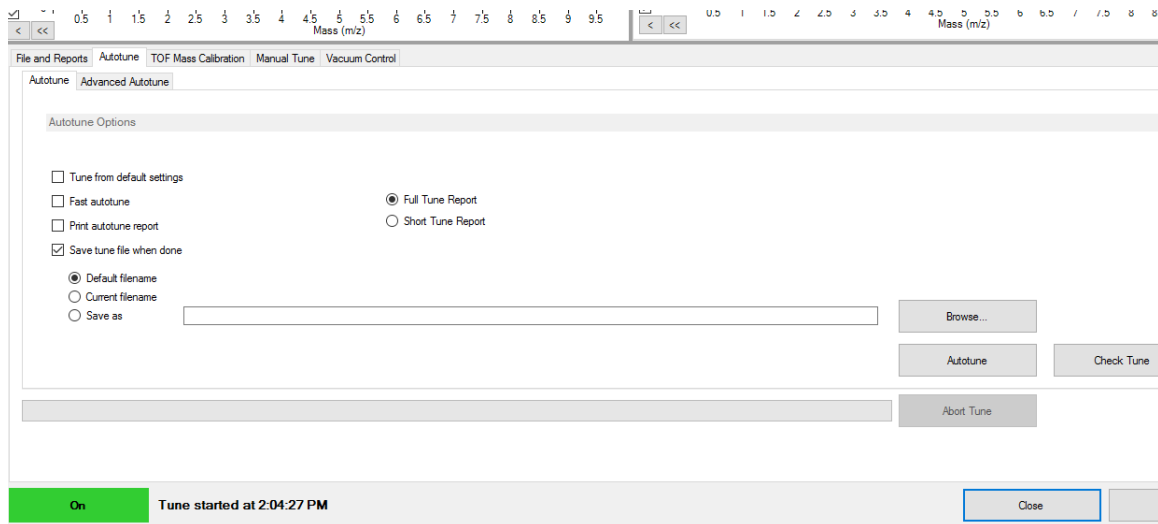 0.5 1 1.5 2 2.5 3 3.5 4 4.5 5 5.5 6 6.5 7 7.5 8 8.5 9 9.5
Mass (m/z)
< <<
0.5 1 1.5 2 2.5 3 3.5 4 4.5 5 5.5 6 6.5 7 7.5 8 8
Mass (m/z)
< <<
File and Reports Autotune TOF Mass Calibration Manual Tune Vacuum Control
Autotune Advanced Autotune
Autotune Options
Tune from default settings
Fast autotune Full Tune Report
Print autotune report Short Tune Report
Save tune file when done
Default filename
Current filename
Save as Browse...
Autotune Check Tune
Abort Tune
On Tune started at 2:04:27 PM Close